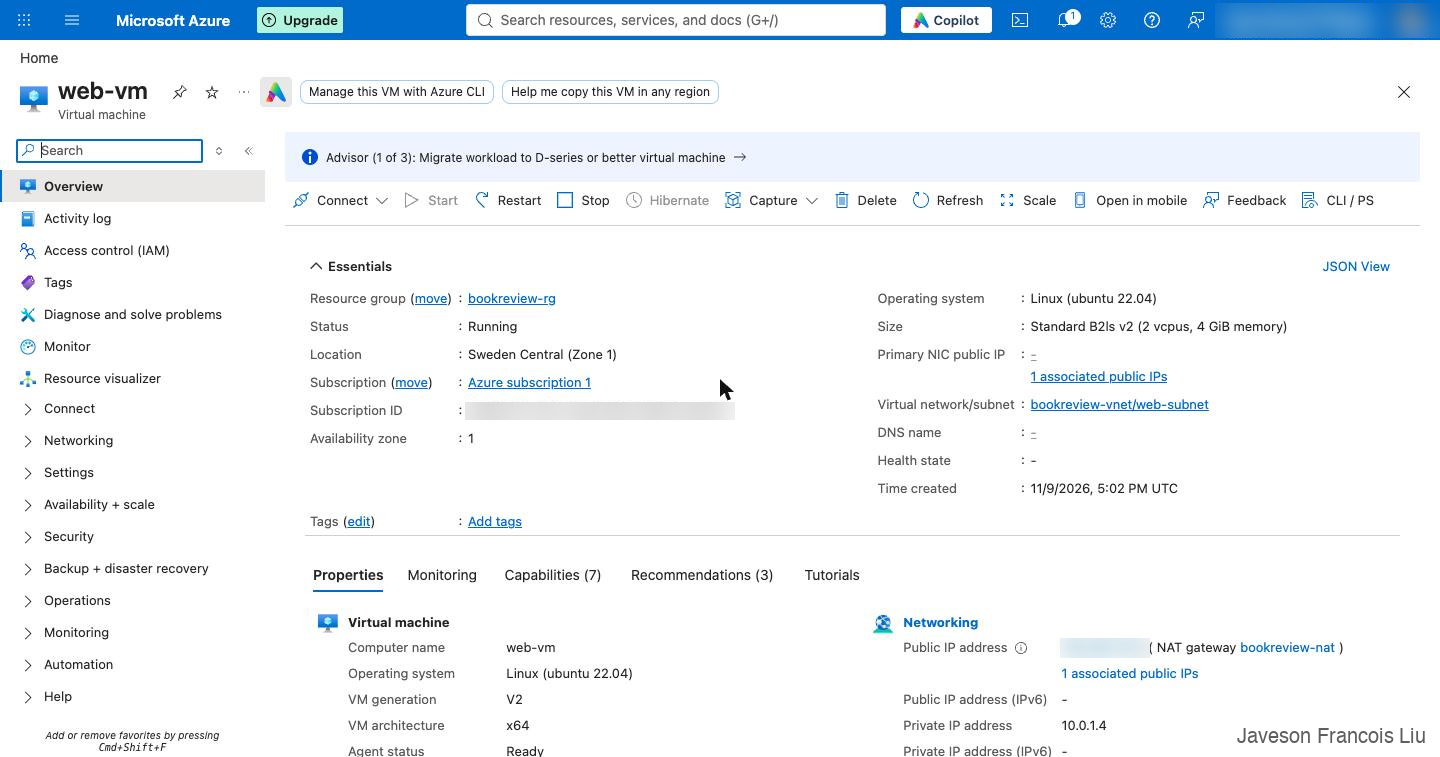 Microsoft Azure
Upgrade
Search resources, services, and docs (G+/)
Copilot
1
Home
web-vm
Virtual machine
Manage this VM with Azure CLI
Help me copy this VM in any region
Search
Advisor (1 of 3): Migrate workload to D-series or better virtual machine →
Overview
Activity log
Access control (IAM)
Tags
Diagnose and solve problems
Monitor
Resource visualizer
Connect
Networking
Settings
Availability + scale
Security
Backup + disaster recovery
Operations
Monitoring
Automation
Help
Add or remove favorites by pressing
Cmd+Shift+F
Connect Start Restart Stop Hibernate Capture Delete Refresh Scale Open in mobile Feedback CLI / PS
Essentials
JSON View
Resource group (move) : bookreview-rg
Status : Running
Location : Sweden Central (Zone 1)
Subscription (move) : Azure subscription 1
Subscription ID :
Availability zone : 1
Operating system : Linux (ubuntu 22.04)
Size : Standard B2ls v2 (2 vcpus, 4 GiB memory)
Primary NIC public IP : -
1 associated public IPs
Virtual network/subnet : bookreview-vnet/web-subnet
DNS name : -
Health state : -
Time created : 11/9/2026, 5:02 PM UTC
Tags (edit) : Add tags
Properties Monitoring Capabilities (7) Recommendations (3) Tutorials
Virtual machine
Computer name web-vm
Operating system Linux (ubuntu 22.04)
VM generation V2
VM architecture x64
Agent status Ready
Networking
Public IP address ( NAT gateway bookreview-nat )
1 associated public IPs
Public IP address (IPv6) -
Private IP address 10.0.1.4
Private IP address (IPv6) -
Javeson Francois Liu